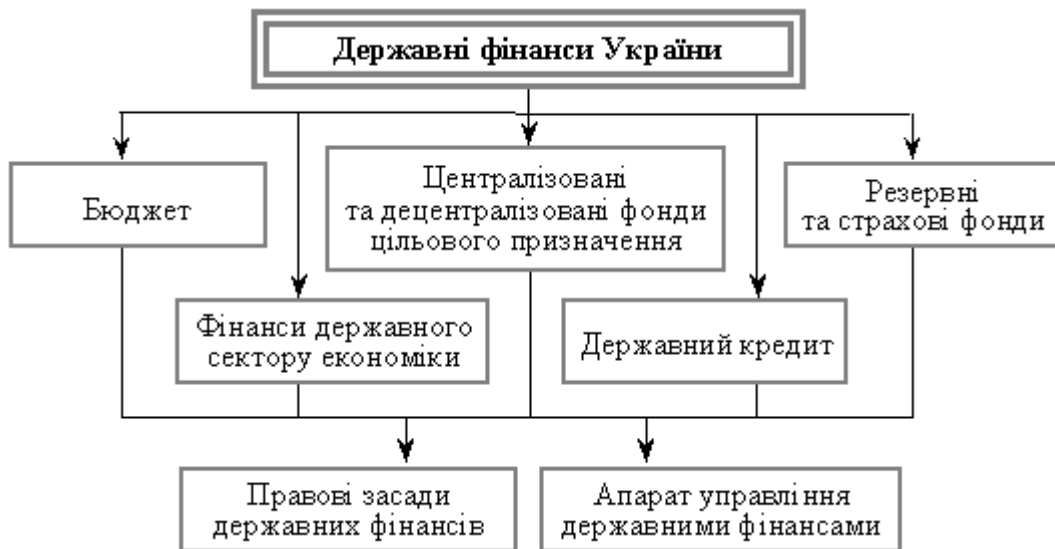 Державні фінанси України
Бюджет
Централізовані
та децентралізовані фонди
цільового призначення
Резервні
та страхові фонди
Фінанси державного
сектору економіки
Державний кредит
Правові засади
державних фінансів
Апарат управління
державними фінансами